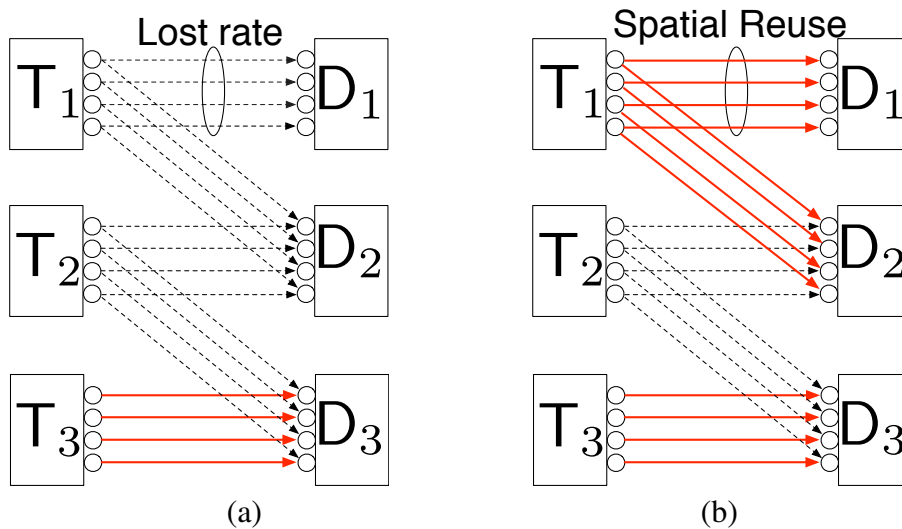 Lost rate
T1
D1
T2
D2
T3
D3
(a)
Spatial Reuse
T1
D1
T2
D2
T3
D3
(b)